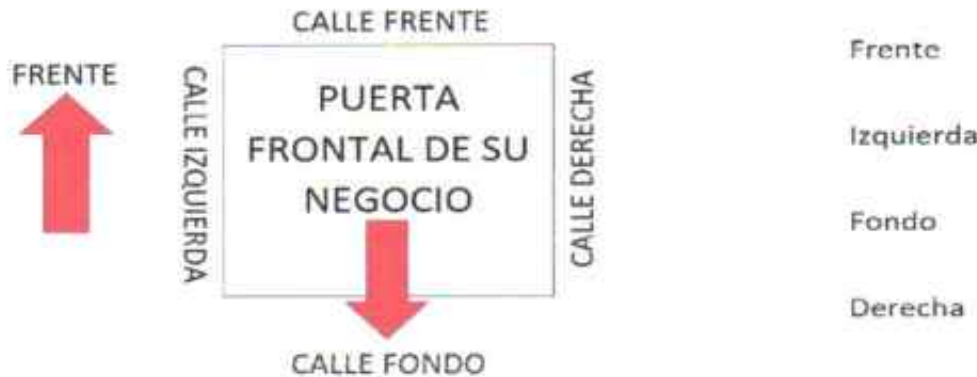 CALLE FRENTE
FRENTE
CALLE IZQUIERDA
PUERTA
FRONTAL DE SU
NEGOCIO
CALLE DERECHA
CALLE FONDO
Frente
Izquierda
Fondo
Derecha